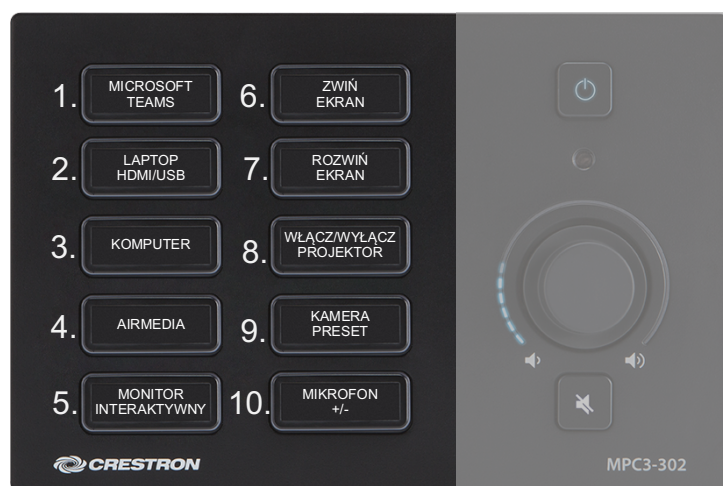 1. MICROSOFT
TEAMS
2. LAPTOP
HDMI/USB
3. KOMPUTER
4. AIRMEDIA
5. MONITOR
INTERAKTYWNY
6. ZWIŃ
EKRAN
7. ROZWIŃ
EKRAN
8. WŁĄCZ/WYŁĄCZ
PROJEKTOR
9. KAMERA
PRESET
10. MIKROFON
+/-
CRESTRON
MPC3-302